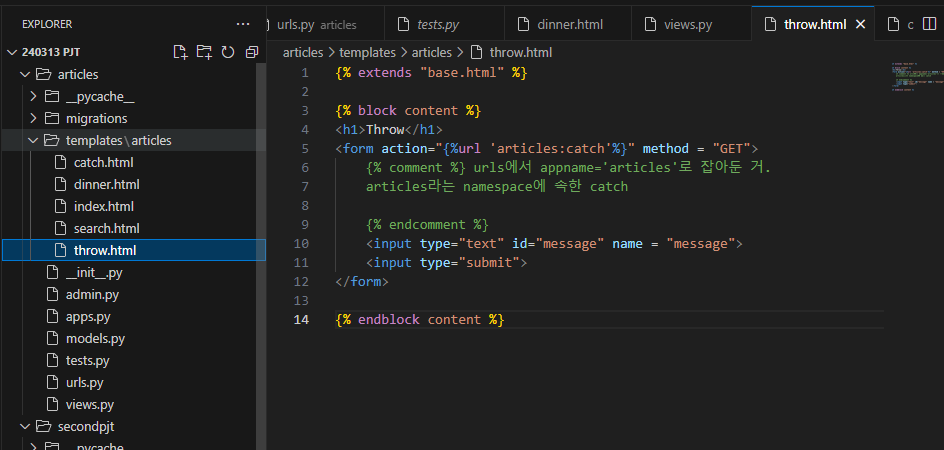 EXPLORER ...
urls.py articles tests.py dinner.html views.py throw.html
240313 PJT
articles > templates > articles > throw.html
articles
__pycache__
migrations
templates\articles
catch.html
dinner.html
index.html
search.html
throw.html
__init__.py
admin.py
apps.py
models.py
tests.py
urls.py
views.py
secondpjt
__pycache__
1 {% extends "base.html" %}
2
3 {% block content %}
4 <h1>Throw</h1>
5 <form action="{%url 'articles:catch'%}" method = "GET">
6 {% comment %} urls에서 appname='articles'로 잡아둔 거.
7 articles라는 namespace에 속한 catch
8
9 {% endcomment %}
10 <input type="text" id="message" name = "message">
11 <input type="submit">
12 </form>
13
14 {% endblock content %}